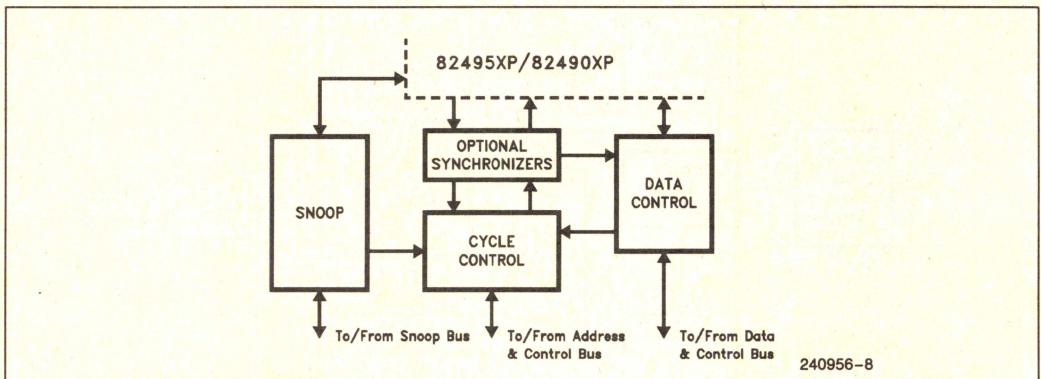 82495XP/82490XP
OPTIONAL
SYNCHRONIZERS
SNOOP
DATA
CONTROL
CYCLE
CONTROL
To/From Snoop Bus
To/From Address
& Control Bus
To/From Data
& Control Bus
240956-8